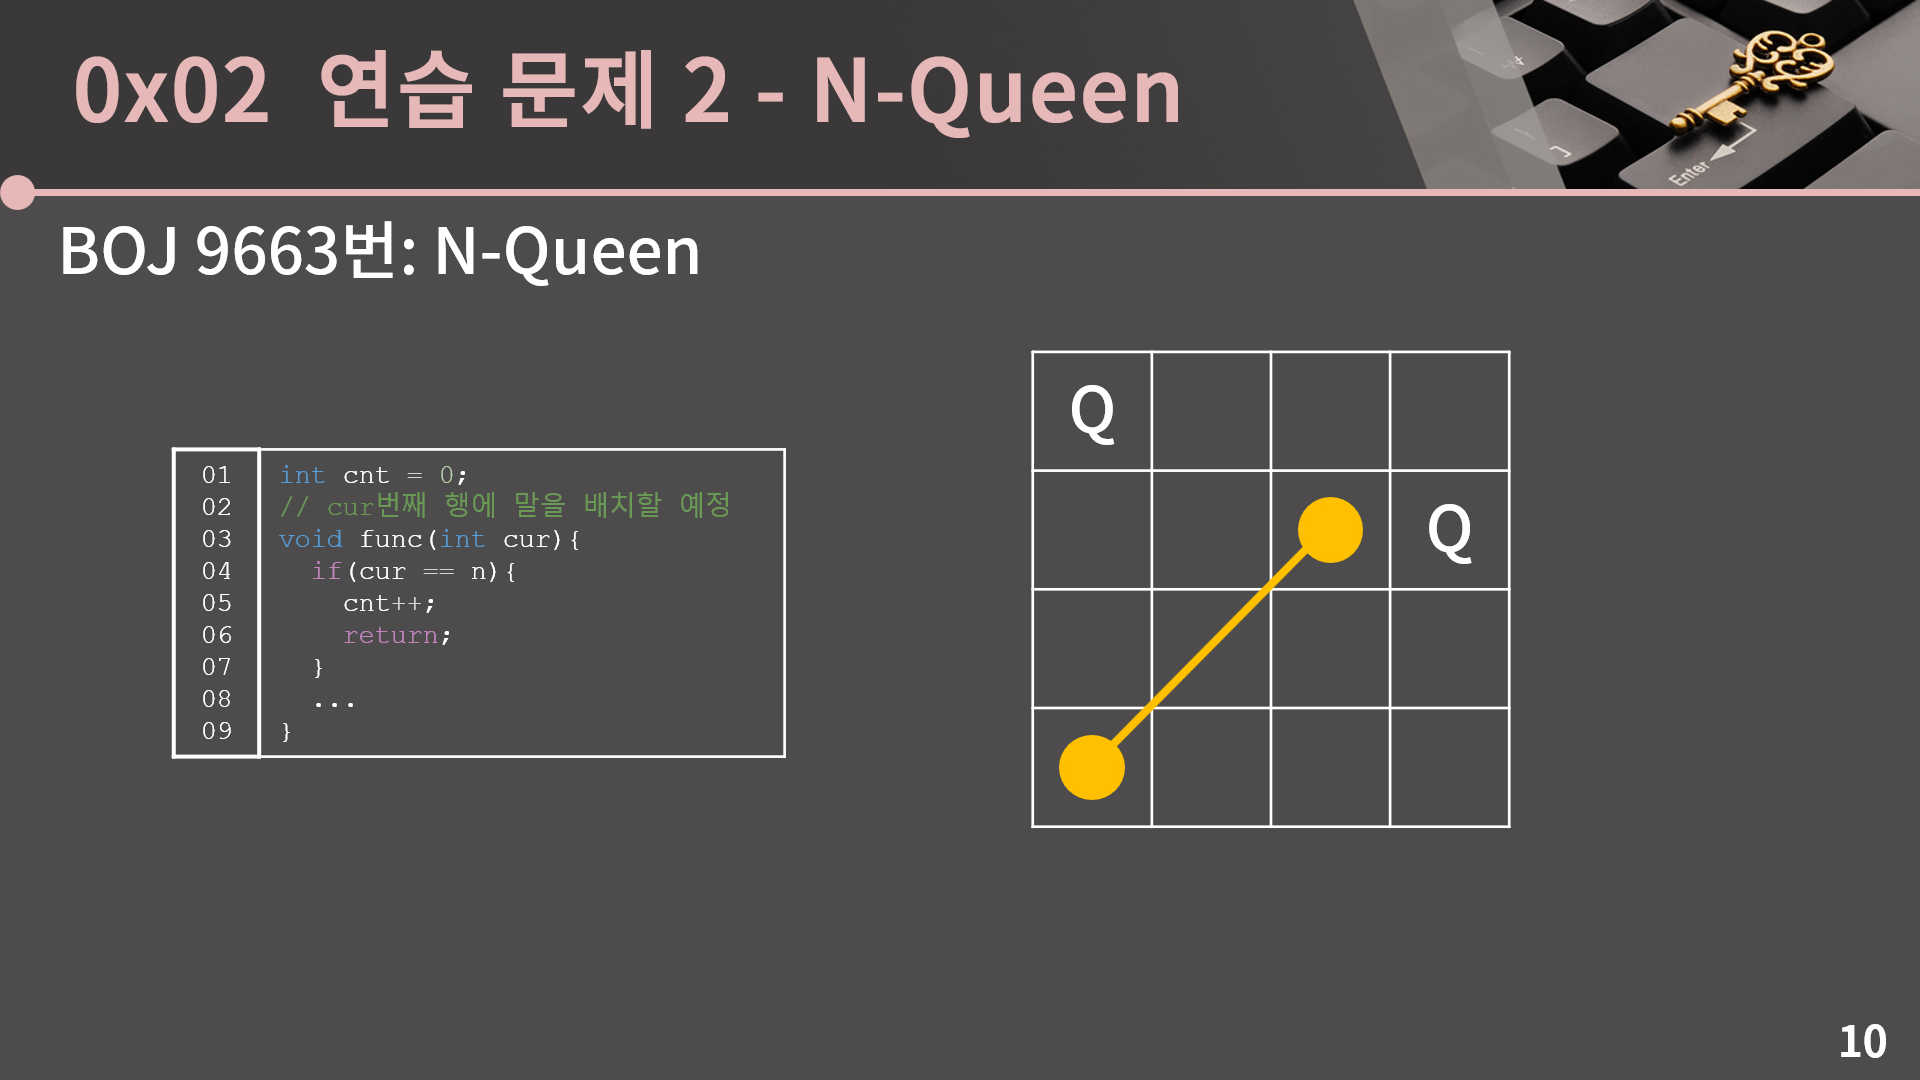 0x02 연습 문제 2 - N-Queen
Enter
BOJ 9663번: N-Queen
01 int cnt = 0;
02 // cur번째 행에 말을 배치할 예정
03 void func(int cur){
04 if(cur == n){
05 cnt++;
06 return;
07 }
08 ...
09 }
Q
Q
10